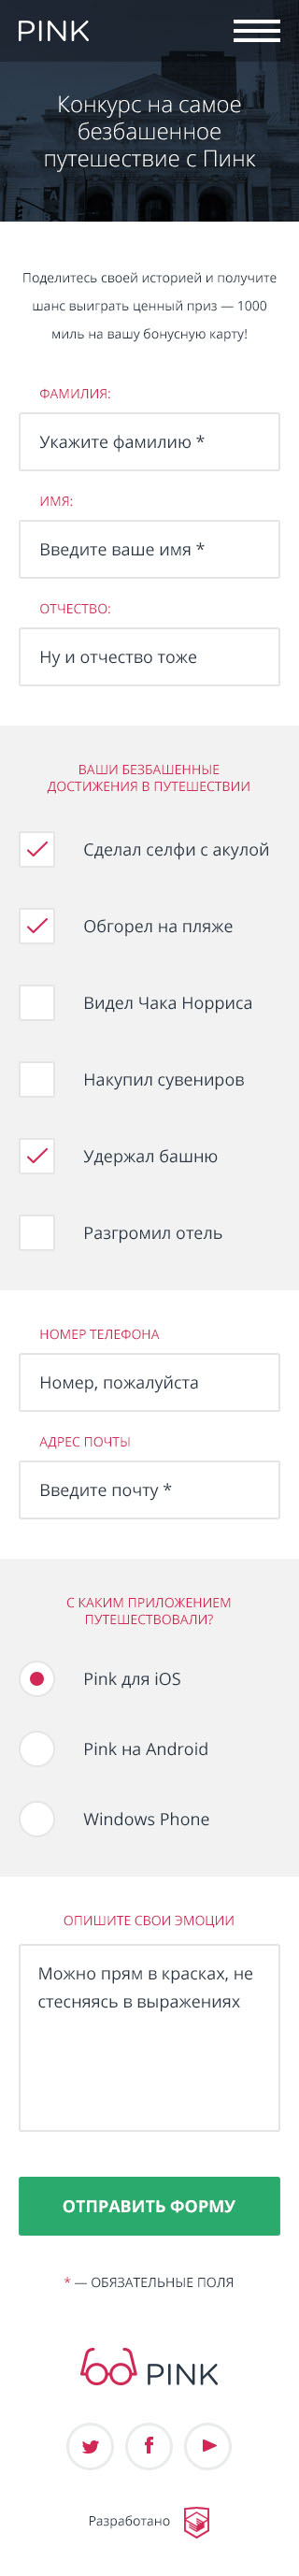 PINK
Конкурс на самое
безбашенное
путешествие с Пинк
Поделитесь своей историей и получите
шанс выиграть ценный приз — 1000
миль на вашу бонусную карту!
ФАМИЛИЯ:
Укажите фамилию *
ИМЯ:
Введите ваше имя *
ОТЧЕСТВО:
Ну и отчество тоже
ВАШИ БЕЗБАШЕННЫЕ
ДОСТИЖЕНИЯ В ПУТЕШЕСТВИИ
Сделал селфи с акулой
Обгорел на пляже
Видел Чака Норриса
Накупил сувениров
Удержал башню
Разгромил отель
НОМЕР ТЕЛЕФОНА
Номер, пожалуйста
АДРЕС ПОЧТЫ
Введите почту *
С КАКИМ ПРИЛОЖЕНИЕМ
ПУТЕШЕСТВОВАЛИ?
Pink для iOS
Pink на Android
Windows Phone
ОПИШИТЕ СВОИ ЭМОЦИИ
Можно прям в красках, не
стесняясь в выражениях
ОТПРАВИТЬ ФОРМУ
* — ОБЯЗАТЕЛЬНЫЕ ПОЛЯ
PINK
Разработано